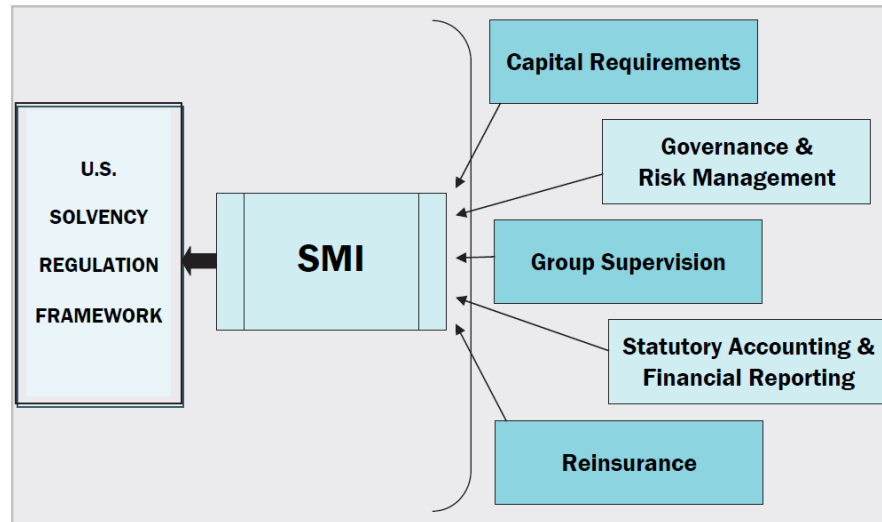 U.S.
SOLVENCY
REGULATION
FRAMEWORK
SMI
Capital Requirements
Governance &
Risk Management
Group Supervision
Statutory Accounting &
Financial Reporting
Reinsurance